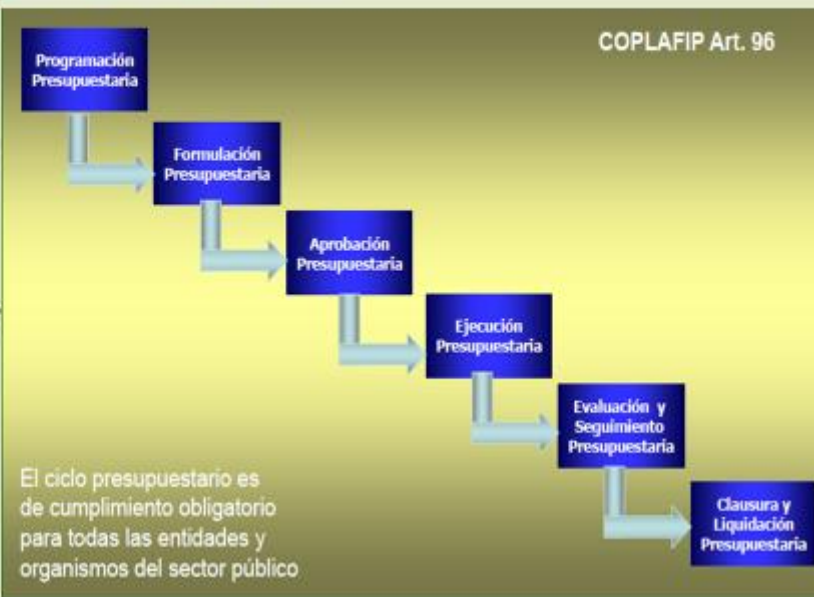 COPLAFIP Art. 96
Programación
Presupuestaria
Formulación
Presupuestaria
Aprobación
Presupuestaria
Ejecución
Presupuestaria
Evaluación y
Seguimiento
Presupuestaria
Clausura y
Liquidación
Presupuestaria
El ciclo presupuestario es
de cumplimiento obligatorio
para todas las entidades y
organismos del sector público